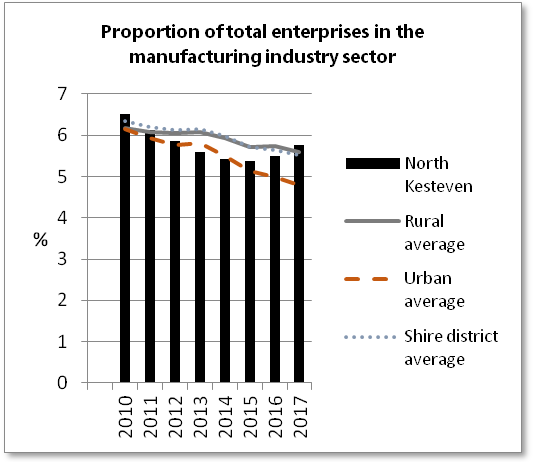 Proportion of total enterprises in the
manufacturing industry sector
7
6
5
4
3
2
1
0
%
2010
2011
2012
2013
2014
2015
2016
2017
North
Kesteven
Rural
average
Urban
average
Shire district
average